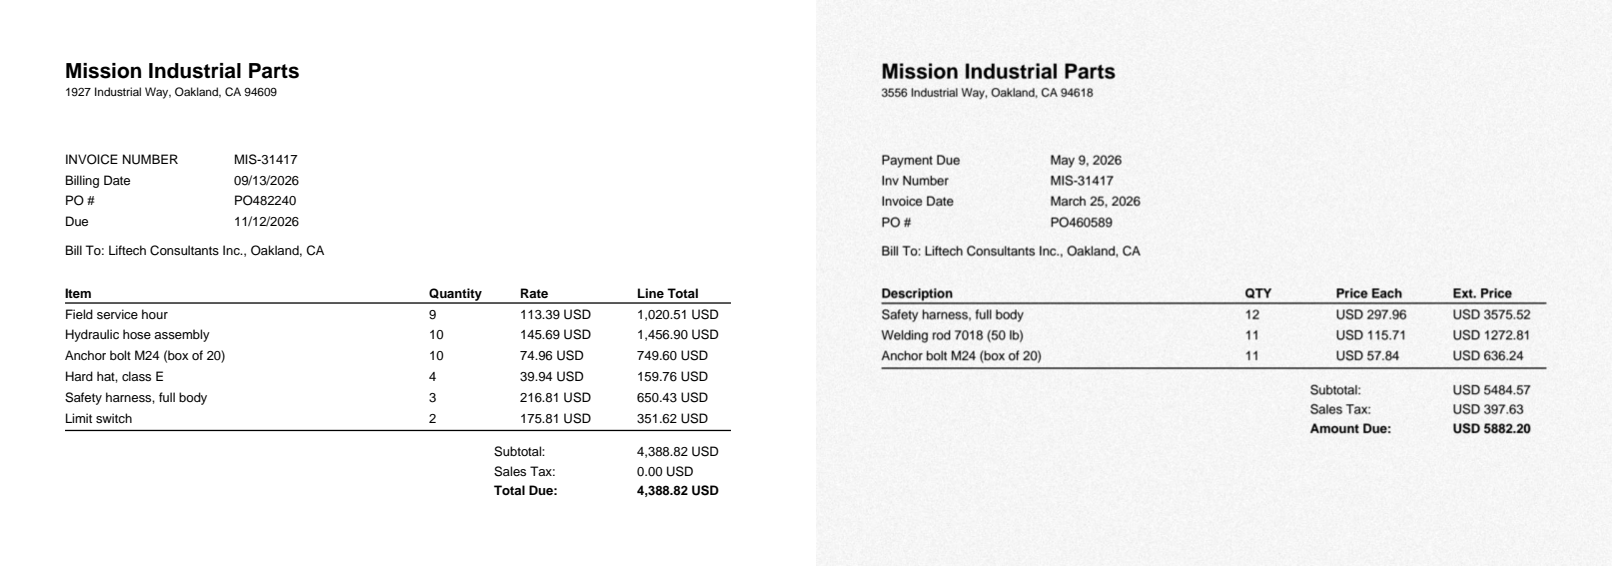 Mission Industrial Parts
1927 Industrial Way, Oakland, CA 94609
INVOICE NUMBER MIS-31417
Billing Date 09/13/2026
PO # PO482240
Due 11/12/2026
Bill To: Liftech Consultants Inc., Oakland, CA
Item Quantity Rate Line Total
Field service hour 9 113.39 USD 1,020.51 USD
Hydraulic hose assembly 10 145.69 USD 1,456.90 USD
Anchor bolt M24 (box of 20) 10 74.96 USD 749.60 USD
Hard hat, class E 4 39.94 USD 159.76 USD
Safety harness, full body 3 216.81 USD 650.43 USD
Limit switch 2 175.81 USD 351.62 USD
Subtotal: 4,388.82 USD
Sales Tax: 0.00 USD
Total Due: 4,388.82 USD
Mission Industrial Parts
3556 Industrial Way, Oakland, CA 94618
Payment Due May 9, 2026
Inv Number MIS-31417
Invoice Date March 25, 2026
PO # PO460589
Bill To: Liftech Consultants Inc., Oakland, CA
Description QTY Price Each Ext. Price
Safety harness, full body 12 USD 297.96 USD 3575.52
Welding rod 7018 (50 lb) 11 USD 115.71 USD 1272.81
Anchor bolt M24 (box of 20) 11 USD 57.84 USD 636.24
Subtotal: USD 5484.57
Sales Tax: USD 397.63
Amount Due: USD 5882.20